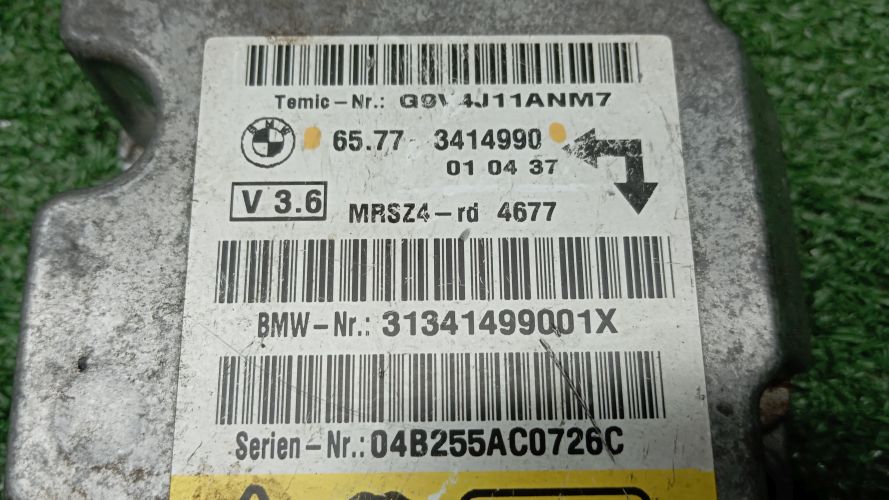 Temic-Nr.: G9V4J11ANM7
BMW 65.77 3414990
01 04 37
V 3.6 MRSZ4-rd 4677
BMW-Nr.: 31341499001X
Serien-Nr.: 04B255AC0726C